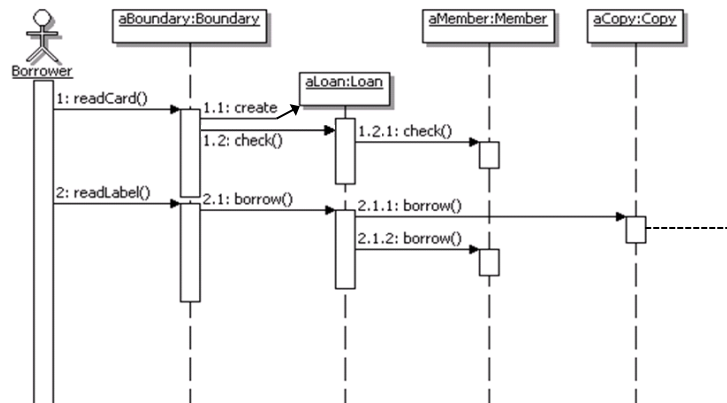 aBoundary:Boundary
aMember:Member
aCopy:Copy
Borrower
aLoan:Loan
1: readCard()
1.1: create
1.2: check()
1.2.1: check()
2: readLabel()
2.1: borrow()
2.1.1: borrow()
2.1.2: borrow()